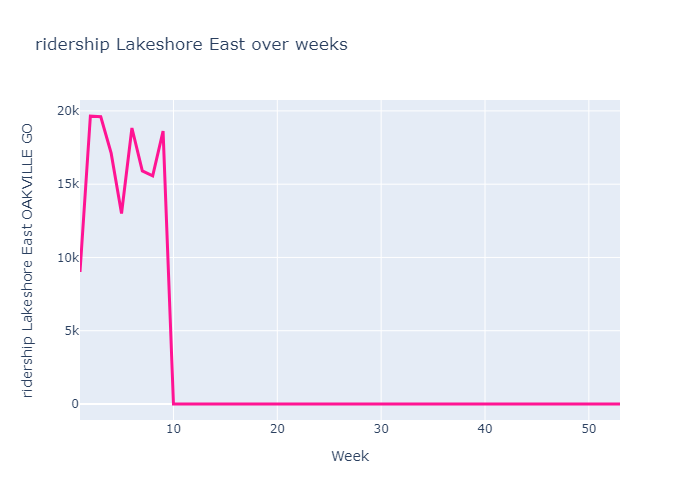 ridership Lakeshore East over weeks
ridership Lakeshore East OAKVILLE GO
20k
15k
10k
5k
0
10
20
30
40
50
Week